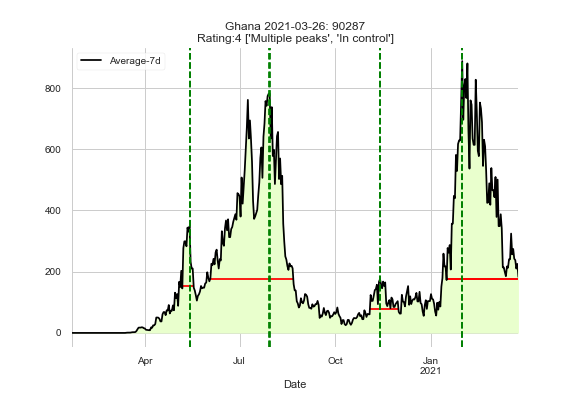 Ghana 2021-03-26: 90287
Rating:4 ['Multiple peaks', 'In control']
Average-7d
800
600
400
200
0
Apr
Jul
Oct
Jan
2021
Date